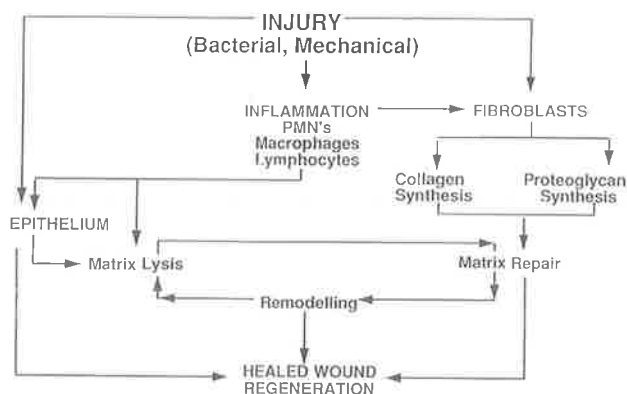 INJURY
(Bacterial, Mechanical)
INFLAMMATION
PMN's
Macrophages
Lymphocytes
FIBROBLASTS
Collagen
Synthesis
Proteoglycan
Synthesis
EPITHELIUM
Matrix Lysis
Matrix Repair
Remodelling
HEALED WOUND
REGENERATION